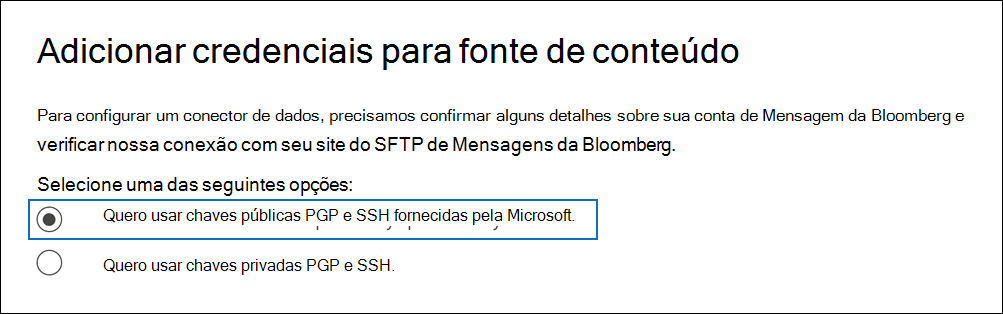 Adicionar credenciais para fonte de conteúdo
Para configurar um conector de dados, precisamos confirmar alguns detalhes sobre sua conta de Mensagem da Bloomberg e
verificar nossa conexão com seu site do SFTP de Mensagens da Bloomberg.
Selecione uma das seguintes opções:
Quero usar chaves públicas PGP e SSH fornecidas pela Microsoft.
Quero usar chaves privadas PGP e SSH.